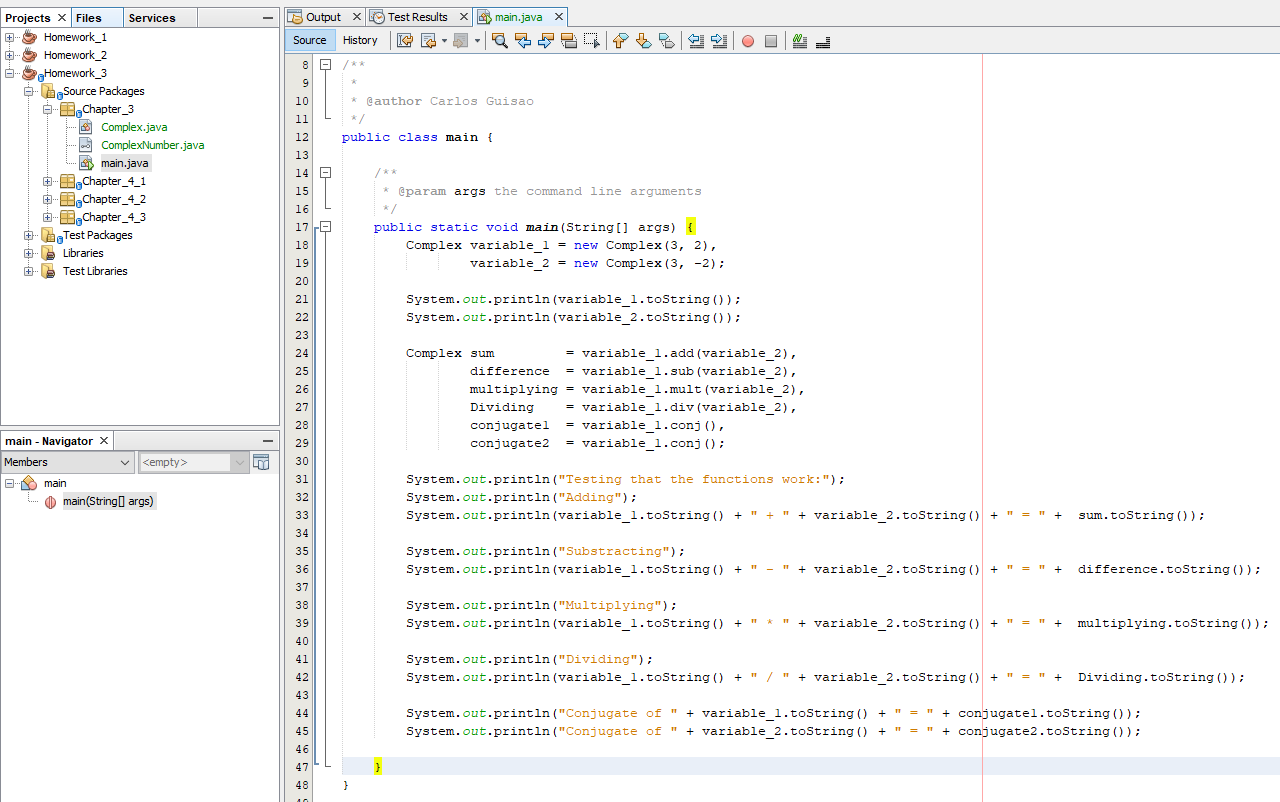 Projects Files Services
Homework_1
Homework_2
Homework_3
Source Packages
Chapter_3
Complex.java
ComplexNumber.java
main.java
Chapter_4_1
Chapter_4_2
Chapter_4_3
Test Packages
Libraries
Test Libraries
main - Navigator
Members <empty>
main
main(String[] args)
Output Test Results main.java
Source History
8 /**
9 *
10 * @author Carlos Guisao
11 */
12 public class main {
13
14 /**
15 * @param args the command line arguments
16 */
17 public static void main(String[] args) {
18 Complex variable_1 = new Complex(3, 2),
19 variable_2 = new Complex(3, -2);
20
21 System.out.println(variable_1.toString());
22 System.out.println(variable_2.toString());
23
24 Complex sum = variable_1.add(variable_2),
25 difference = variable_1.sub(variable_2),
26 multiplying = variable_1.mult(variable_2),
27 Dividing = variable_1.div(variable_2),
28 conjugate1 = variable_1.conj(),
29 conjugate2 = variable_1.conj();
30
31 System.out.println("Testing that the functions work:");
32 System.out.println("Adding");
33 System.out.println(variable_1.toString() + " + " + variable_2.toString() + " = " + sum.toString());
34
35 System.out.println("Substracting");
36 System.out.println(variable_1.toString() + " - " + variable_2.toString() + " = " + difference.toString());
37
38 System.out.println("Multiplying");
39 System.out.println(variable_1.toString() + " * " + variable_2.toString() + " = " + multiplying.toString());
40
41 System.out.println("Dividing");
42 System.out.println(variable_1.toString() + " / " + variable_2.toString() + " = " + Dividing.toString());
43
44 System.out.println("Conjugate of " + variable_1.toString() + " = " + conjugate1.toString());
45 System.out.println("Conjugate of " + variable_2.toString() + " = " + conjugate2.toString());
46
47 }
48 }